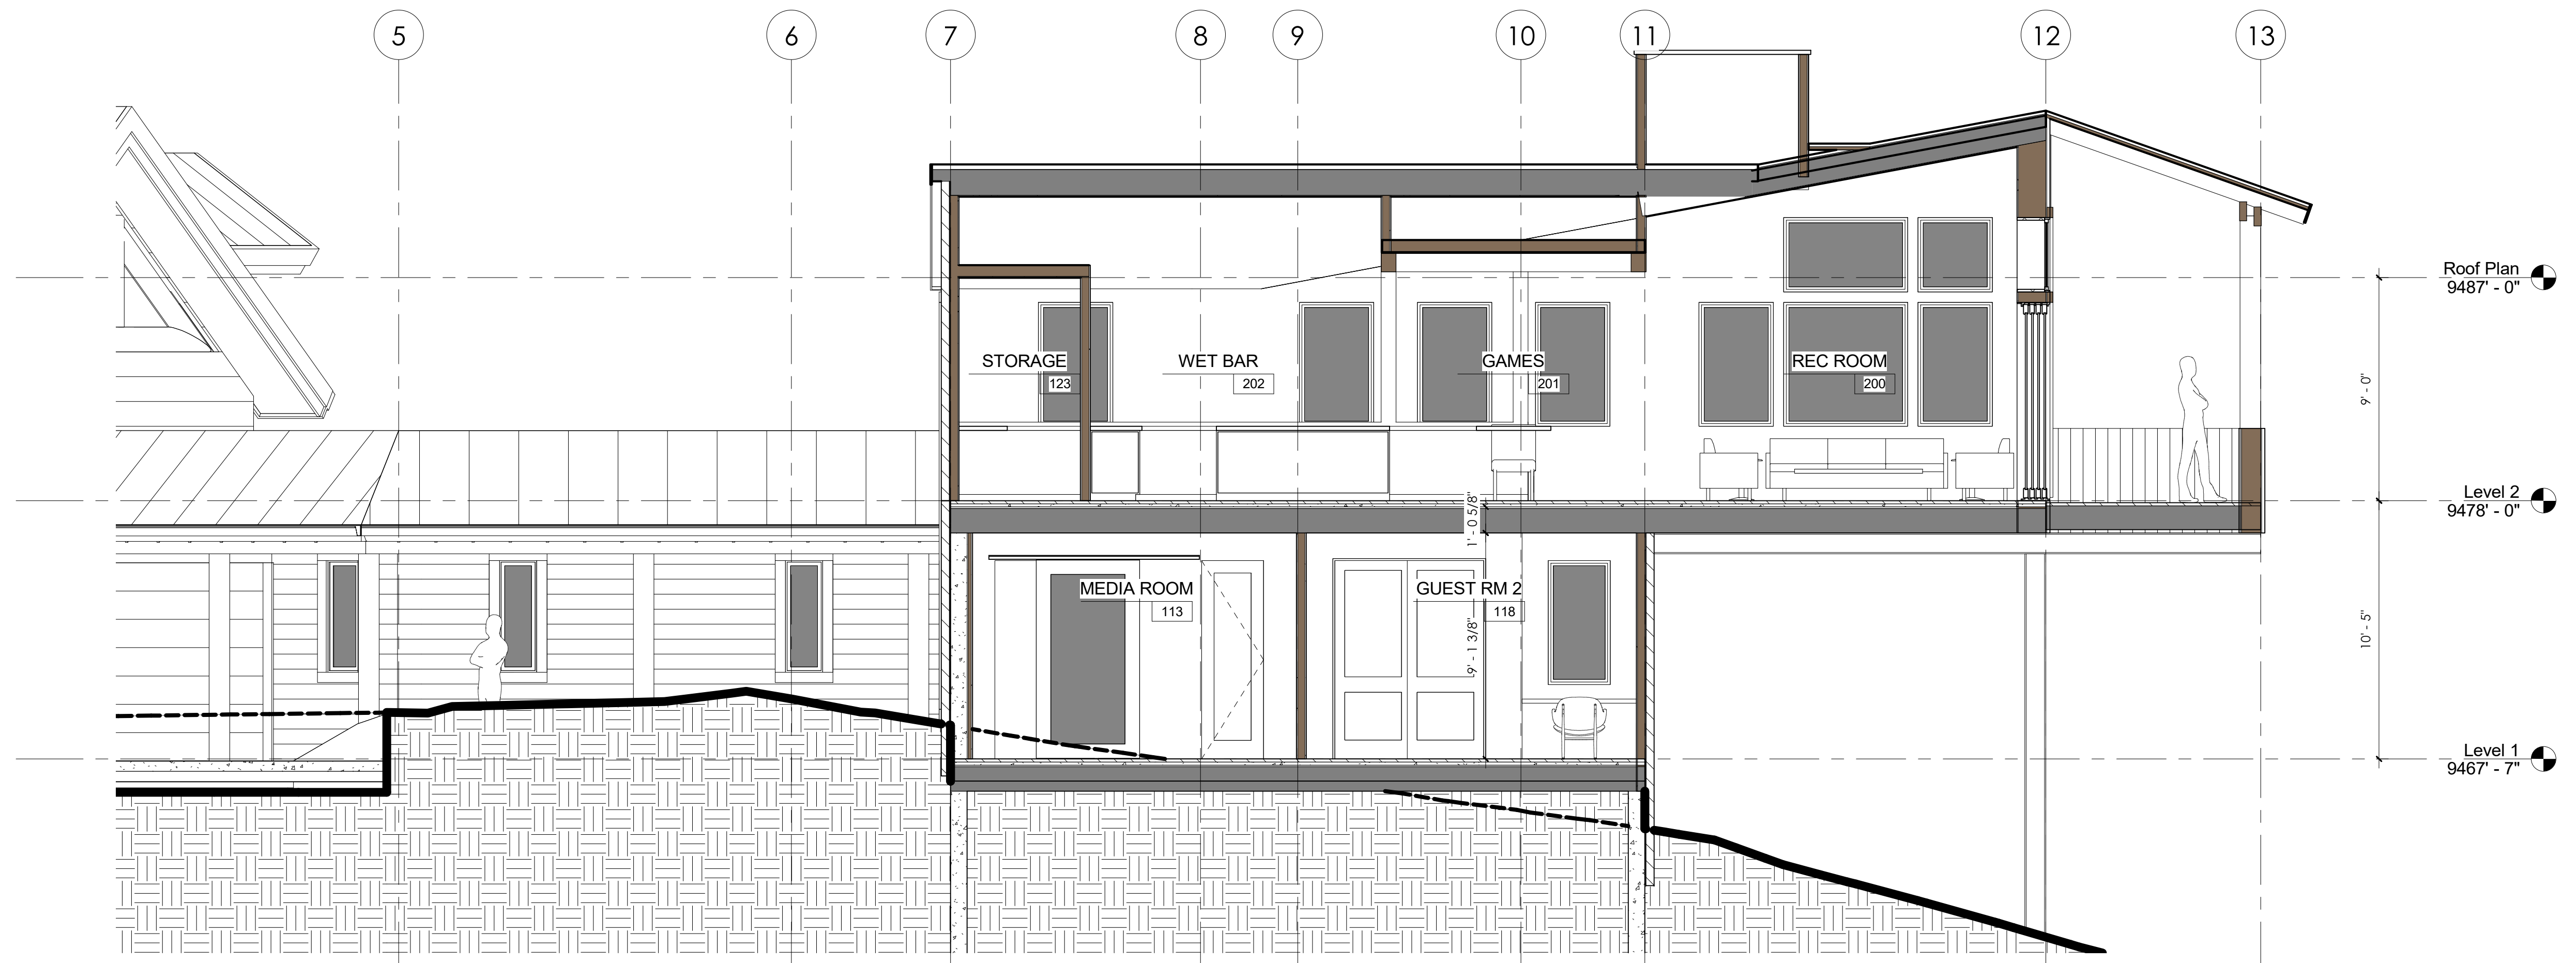 5
6
7
8
9
10
11
12
13
Roof Plan
9487' - 0"
STORAGE
123
WET BAR
202
GAMES
201
REC ROOM
200
9' - 0"
Level 2
9478' - 0"
1' - 0 5/8"
MEDIA ROOM
113
GUEST RM 2
118
9' - 1 3/8"
10' - 5"
Level 1
9467' - 7"